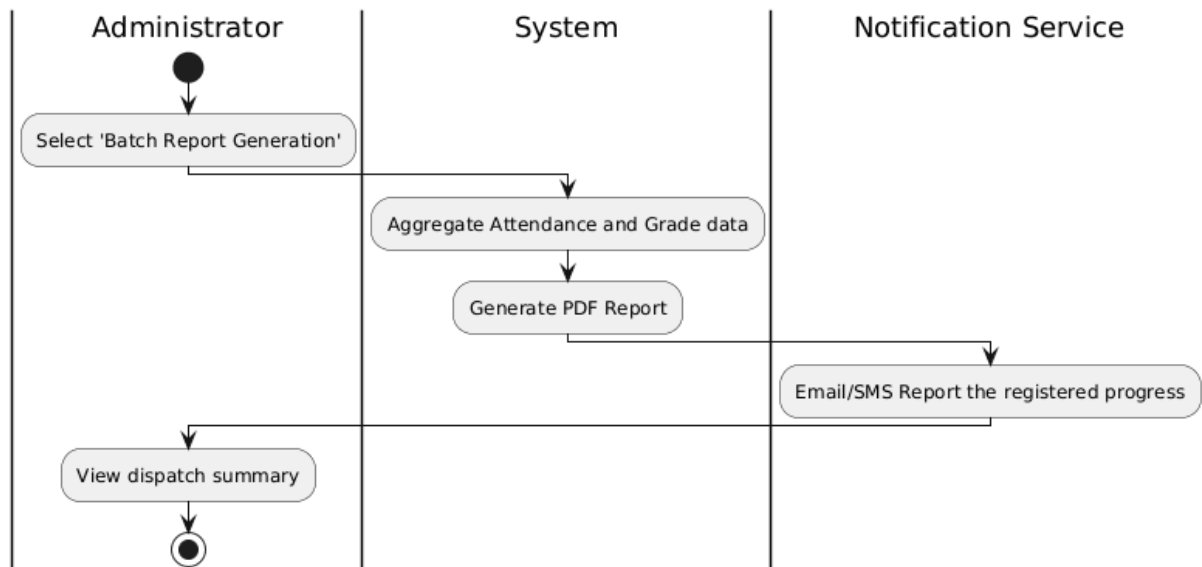 Administrator
System
Notification Service
Select 'Batch Report Generation'
Aggregate Attendance and Grade data
Generate PDF Report
Email/SMS Report the registered progress
View dispatch summary